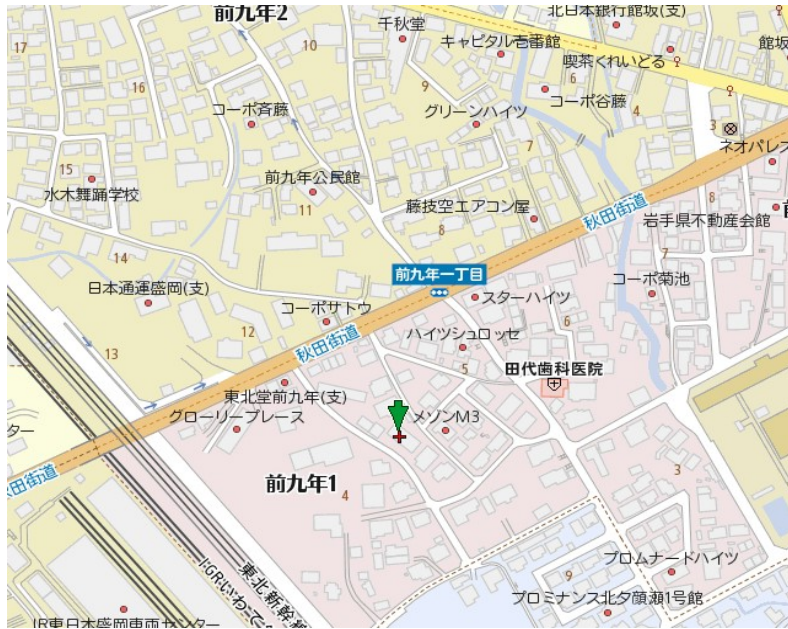 前九年2
千秋堂
北日本銀行館坂(支)
キャピタル壱番館
喫茶くれいどる
館坂
17
10
16
9
6
コーポ斉藤
グリーンハイツ
コーポ谷藤
4
3
ネオパレス
15
7
水木舞踊学校
前九年公民館
11
藤技空エアコン屋
8
秋田街道
8
岩手県不動産会館
前
14
前九年一丁目
7
コーポ菊池
日本通運盛岡(支)
コーポサトウ
スターハイツ
12
6
13
秋田街道
ハイツシュロッセ
5
田代歯科医院
東北堂前九年(支)
グローリープレース
メゾンM3
ター
前九年1
4
3
秋田街道
プロムナードハイツ
9
プロミナンス北夕顔瀬1号館
東北新幹線
IGRいわて
JR東日本盛岡車両センター